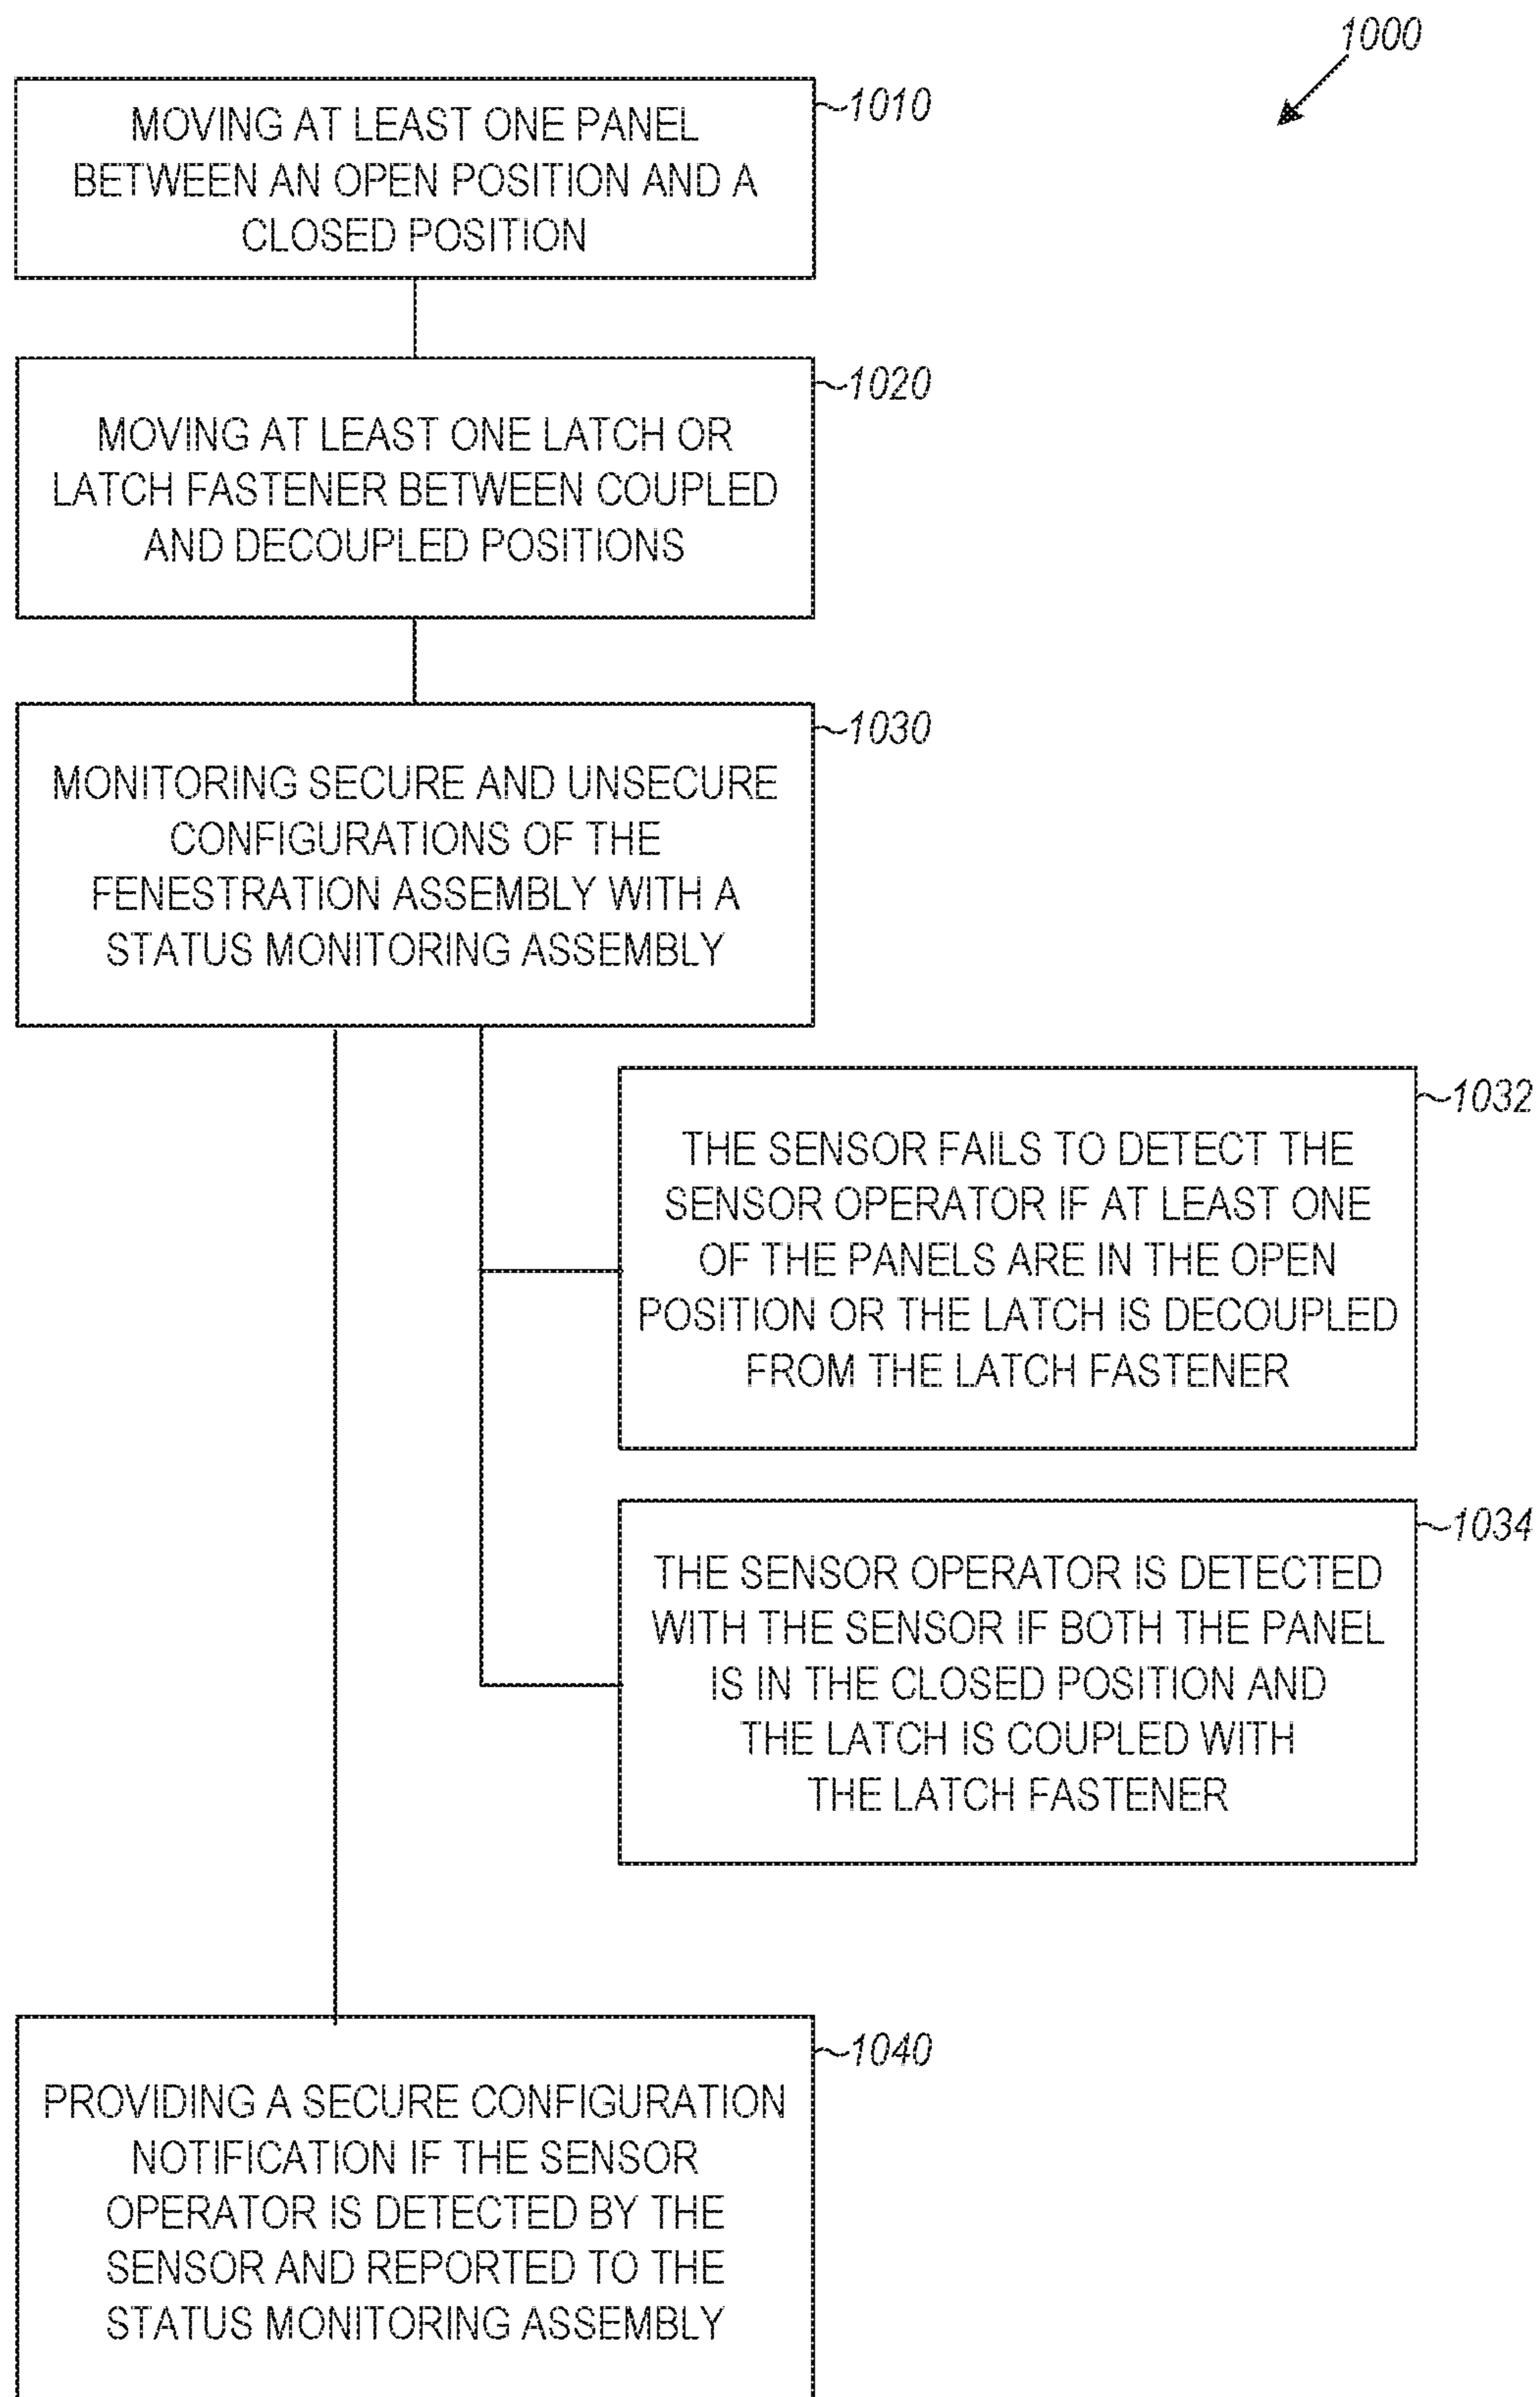 1000
MOVING AT LEAST ONE PANEL
BETWEEN AN OPEN POSITION AND A
CLOSED POSITION
1010
MOVING AT LEAST ONE LATCH OR
LATCH FASTENER BETWEEN COUPLED
AND DECOUPLED POSITIONS
1020
MONITORING SECURE AND UNSECURE
CONFIGURATIONS OF THE
FENESTRATION ASSEMBLY WITH A
STATUS MONITORING ASSEMBLY
1030
THE SENSOR FAILS TO DETECT THE
SENSOR OPERATOR IF AT LEAST ONE
OF THE PANELS ARE IN THE OPEN
POSITION OR THE LATCH IS DECOUPLED
FROM THE LATCH FASTENER
1032
THE SENSOR OPERATOR IS DETECTED
WITH THE SENSOR IF BOTH THE PANEL
IS IN THE CLOSED POSITION AND
THE LATCH IS COUPLED WITH
THE LATCH FASTENER
1034
PROVIDING A SECURE CONFIGURATION
NOTIFICATION IF THE SENSOR
OPERATOR IS DETECTED BY THE
SENSOR AND REPORTED TO THE
STATUS MONITORING ASSEMBLY
1040